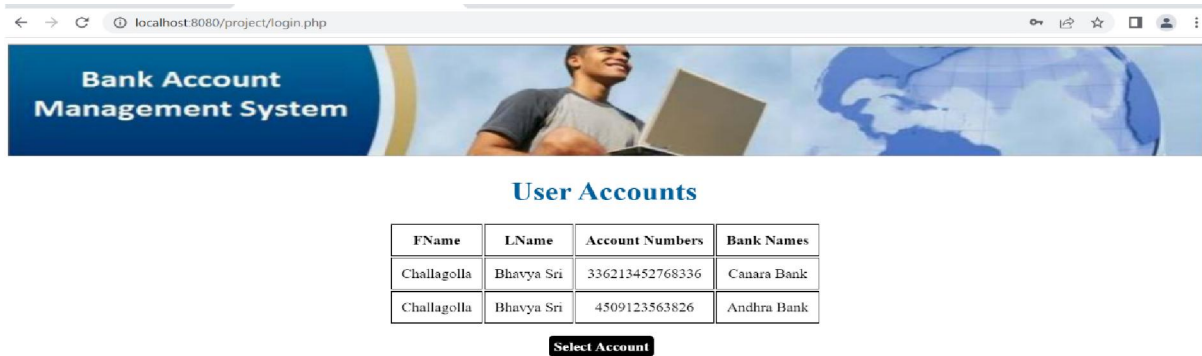 localhost:8080/project/login.php
Bank Account
Management System
User Accounts
FName LName Account Numbers Bank Names
Challagolla Bhavya Sri 336213452768336 Canara Bank
Challagolla Bhavya Sri 4509123563826 Andhra Bank
Select Account